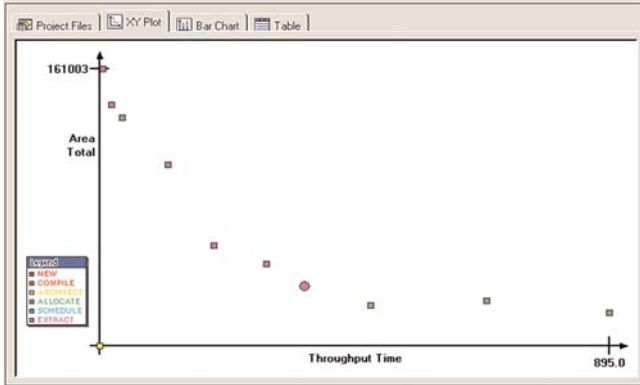 Project Files
XY Plot
Bar Chart
Table
161003
Area
Total
Legend
NEW
COMPILE
ARCHITECT
ALLOCATE
SCHEDULE
EXTRACT
Throughput Time
895.0